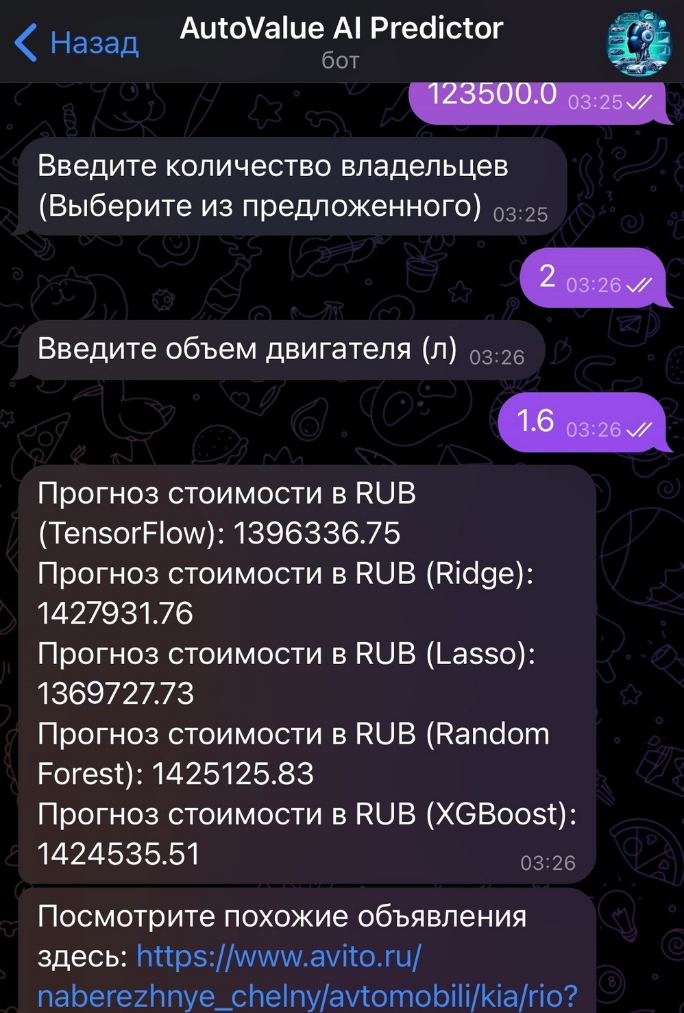 Назад
AutoValue AI Predictor
бот
123500.0 03:25
Введите количество владельцев
(Выберите из предложенного) 03:25
2 03:26
Введите объем двигателя (л) 03:26
1.6 03:26
Прогноз стоимости в RUB
(TensorFlow): 1396336.75
Прогноз стоимости в RUB (Ridge):
1427931.76
Прогноз стоимости в RUB (Lasso):
1369727.73
Прогноз стоимости в RUB (Random
Forest): 1425125.83
Прогноз стоимости в RUB (XGBoost):
1424535.51
03:26
Посмотрите похожие объявления
здесь: https://www.avito.ru/
naberezhnye_chelny/avtomobili/kia/rio?